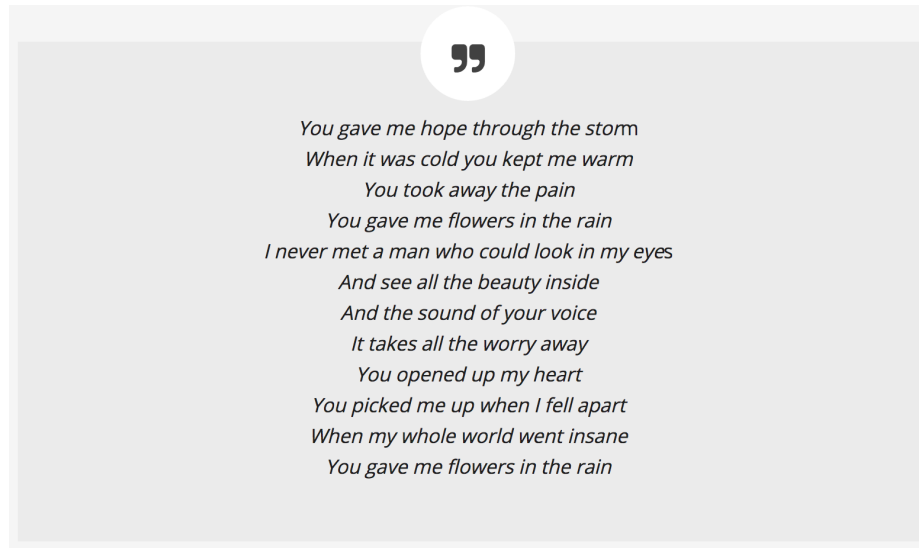 You gave me hope through the storm
When it was cold you kept me warm
You took away the pain
You gave me flowers in the rain
I never met a man who could look in my eyes
And see all the beauty inside
And the sound of your voice
It takes all the worry away
You opened up my heart
You picked me up when I fell apart
When my whole world went insane
You gave me flowers in the rain